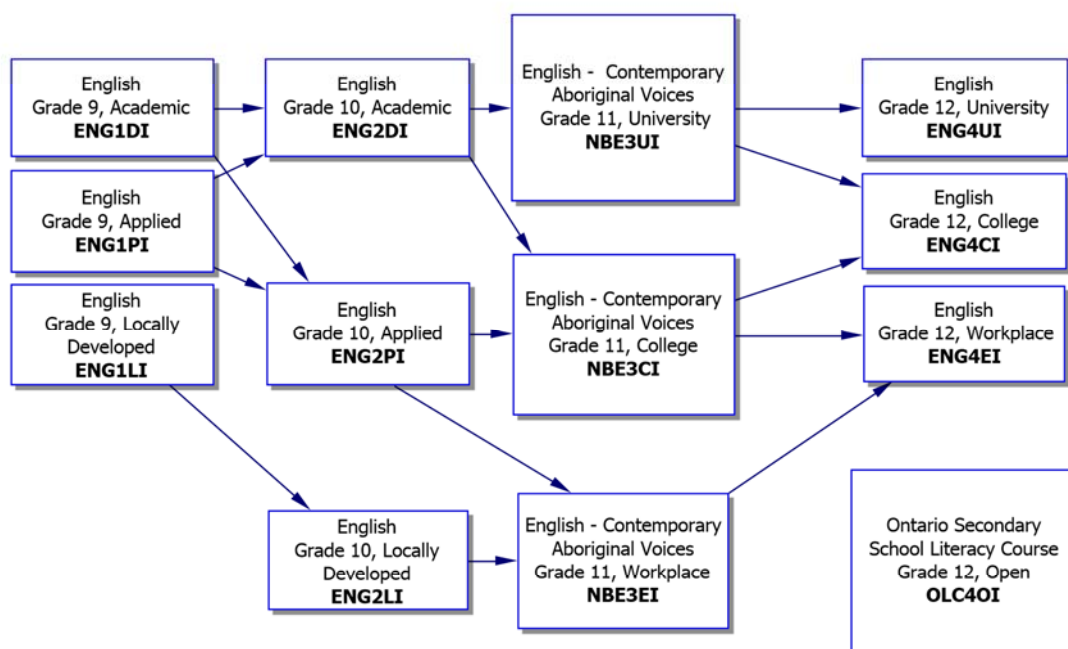 English
Grade 9, Academic
ENG1DI
English
Grade 9, Applied
ENG1PI
English
Grade 9, Locally
Developed
ENG1LI
English
Grade 10, Academic
ENG2DI
English
Grade 10, Applied
ENG2PI
English
Grade 10, Locally
Developed
ENG2LI
English - Contemporary
Aboriginal Voices
Grade 11, University
NBE3UI
English - Contemporary
Aboriginal Voices
Grade 11, College
NBE3CI
English - Contemporary
Aboriginal Voices
Grade 11, Workplace
NBE3EI
English
Grade 12, University
ENG4UI
English
Grade 12, College
ENG4CI
English
Grade 12, Workplace
ENG4EI
Ontario Secondary
School Literacy Course
Grade 12, Open
OLC4OI